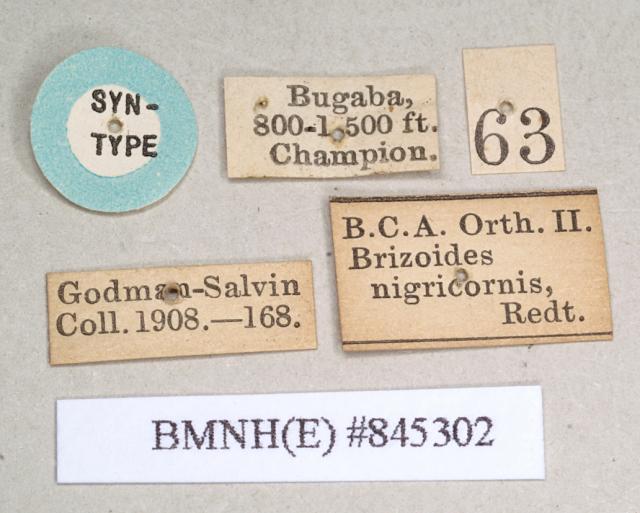 SYN-
TYPE
Bugaba,
800-1,500 ft.
Champion.
63
B.C.A. Orth. II.
Brizoides
nigricornis,
Redt.
Godman-Salvin
Coll. 1908.—168.
BMNH(E) #845302